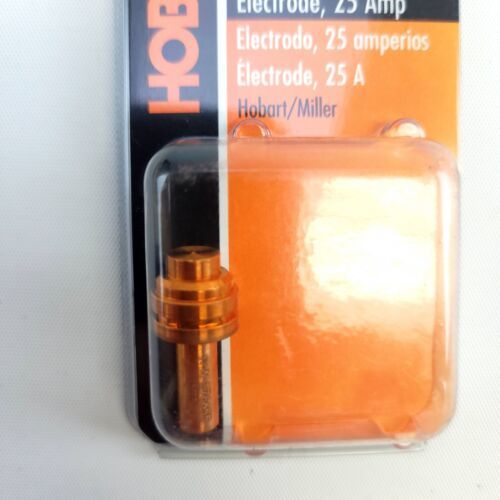 HOB
Electrode, 25 Amp
Electrodo, 25 amperios
Électrode, 25 A
Hobart/Miller